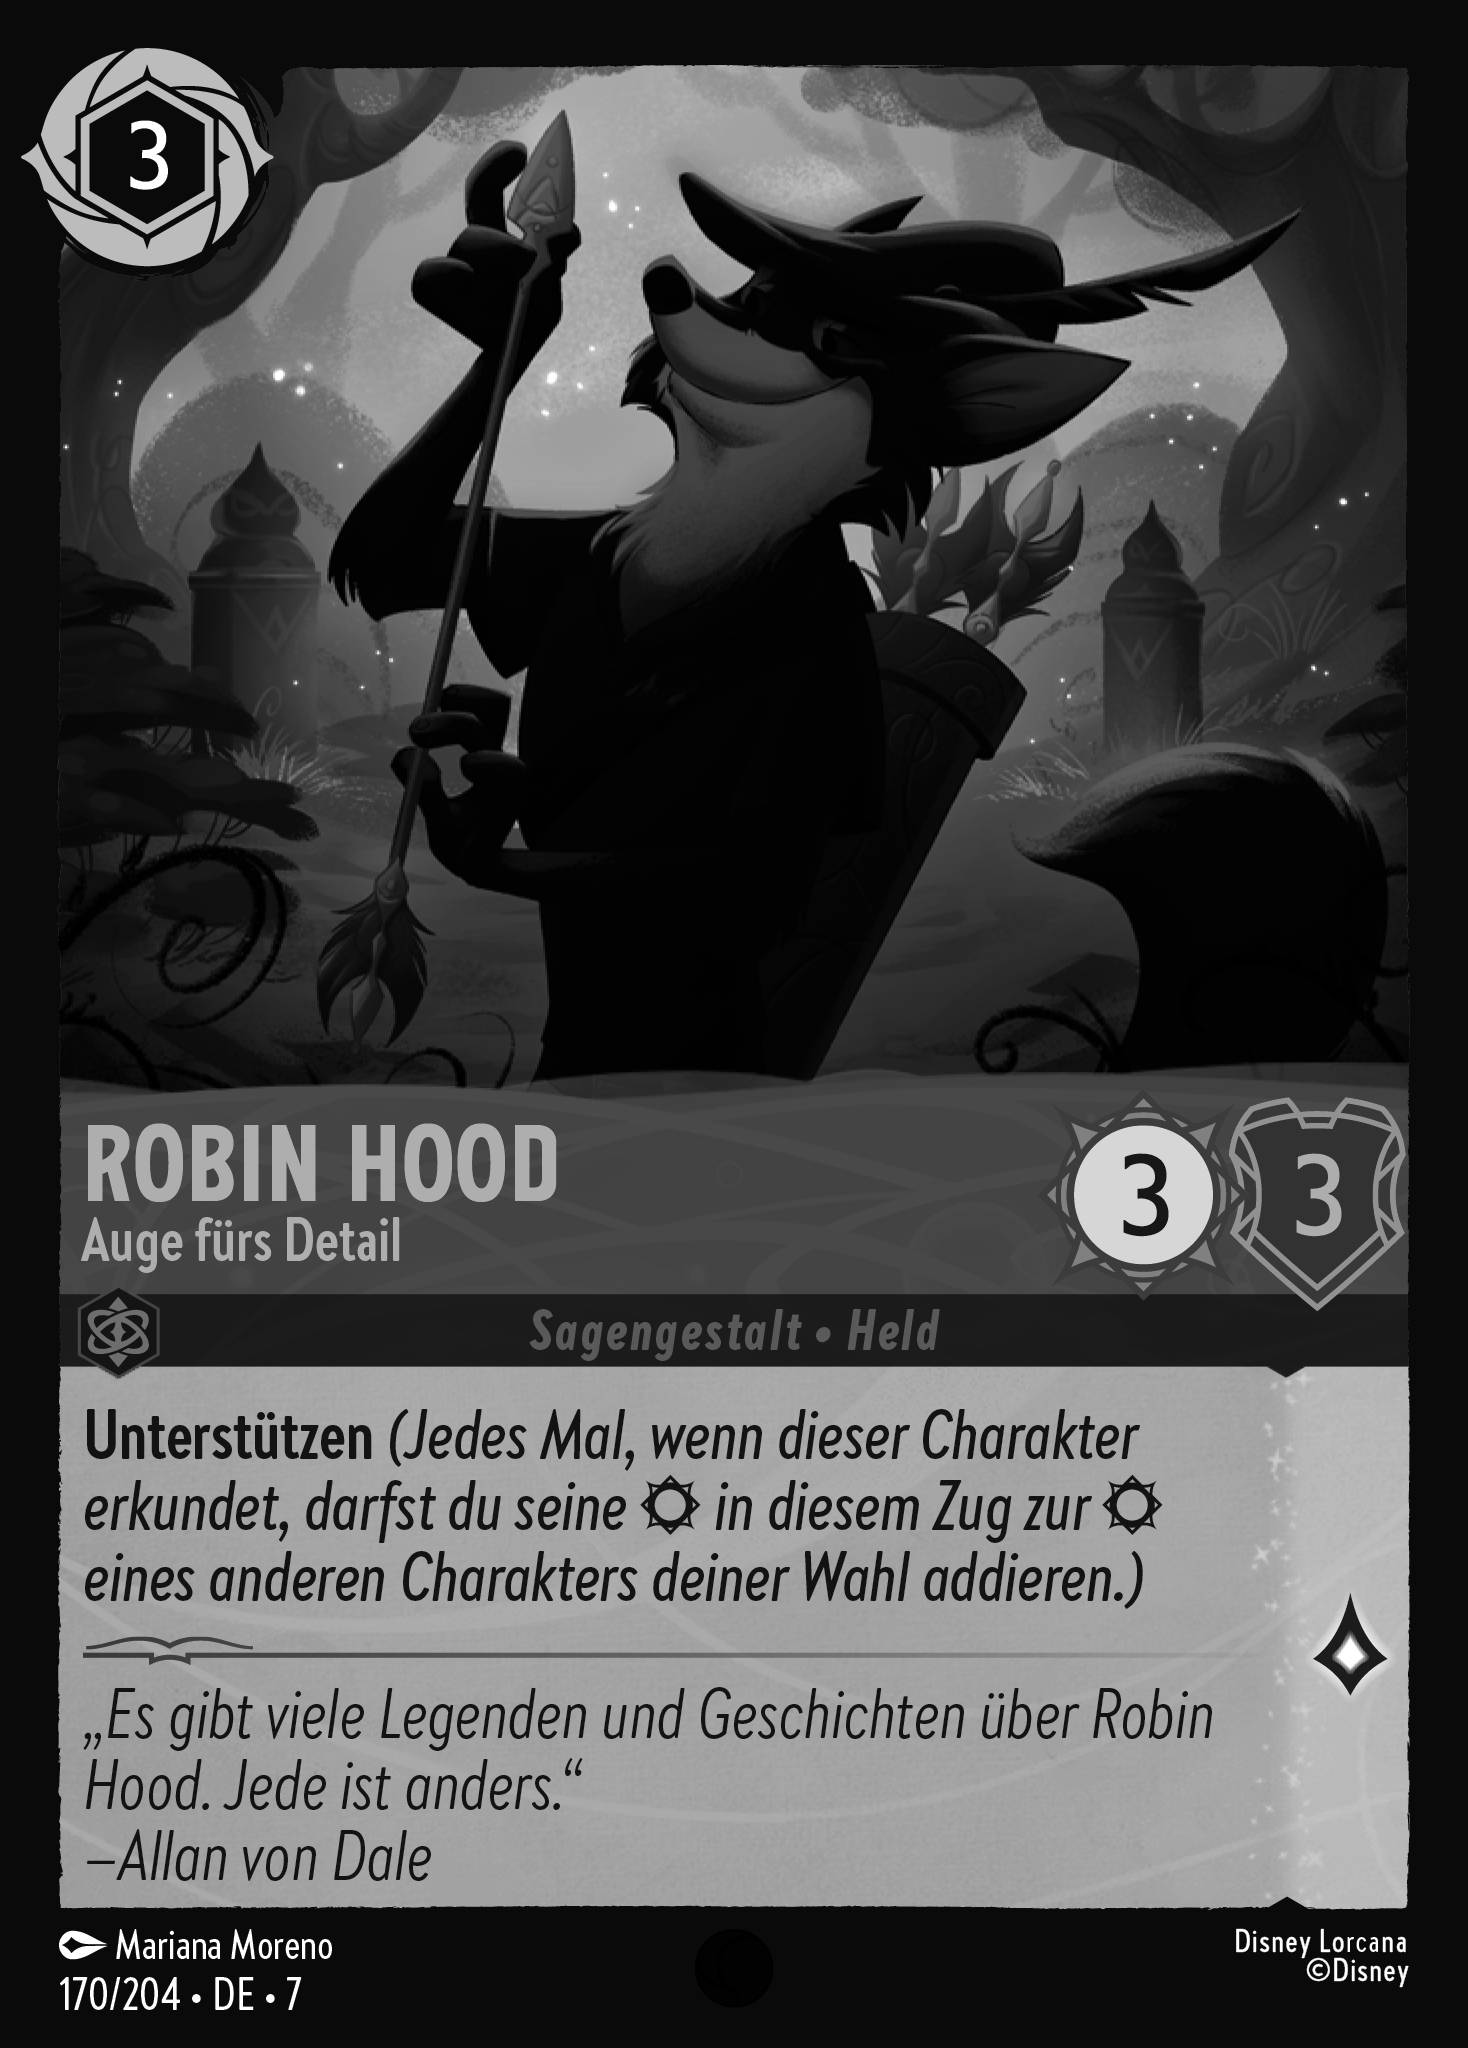 3
ROBIN HOOD
Auge fürs Detail
3
3
Sagengestalt • Held
Unterstützen (Jedes Mal, wenn dieser Charakter
erkundet, darfst du seine in diesem Zug zur
eines anderen Charakters deiner Wahl addieren.)
„Es gibt viele Legenden und Geschichten über Robin
Hood. Jede ist anders.“
–Allan von Dale
Mariana Moreno
170/204 • DE • 7
Disney Lorcana
©Disney